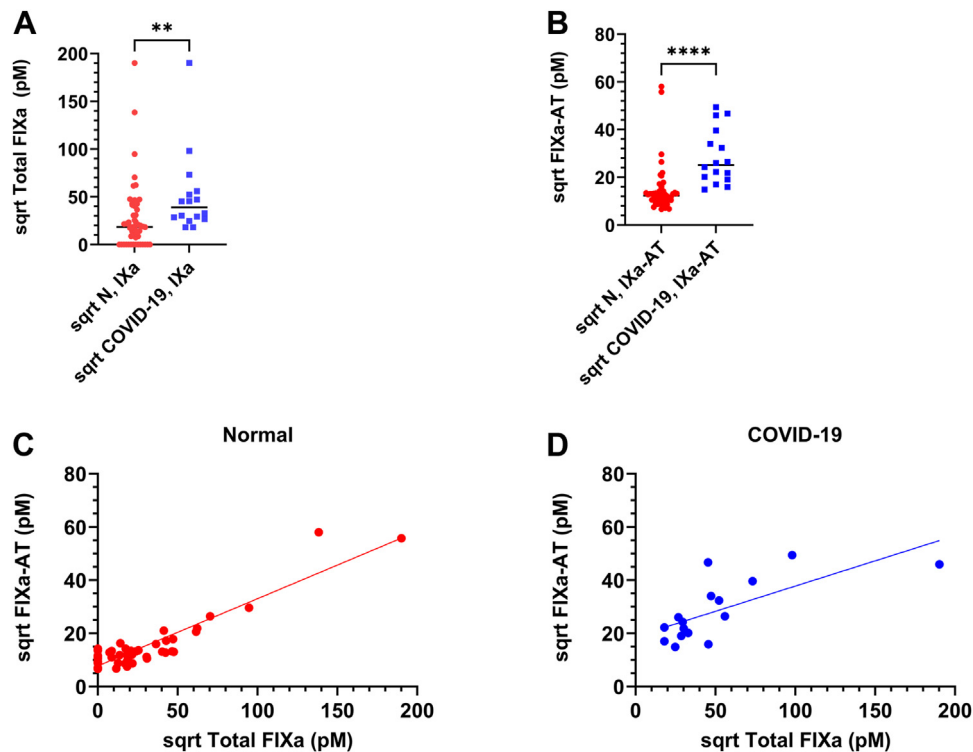 A
**
sqrt Total FIXa (pM)
200
150
100
50
0
sqrt N, IXa
sqrt COVID-19, IXa
B
****
sqrt FIXa-AT (pM)
80
60
40
20
0
sqrt N, IXa-AT
sqrt COVID-19, IXa-AT
C
Normal
sqrt FIXa-AT (pM)
80
60
40
20
0
0 50 100 150 200
sqrt Total FIXa (pM)
D
COVID-19
sqrt FIXa-AT (pM)
80
60
40
20
0
0 50 100 150 200
sqrt Total FIXa (pM)